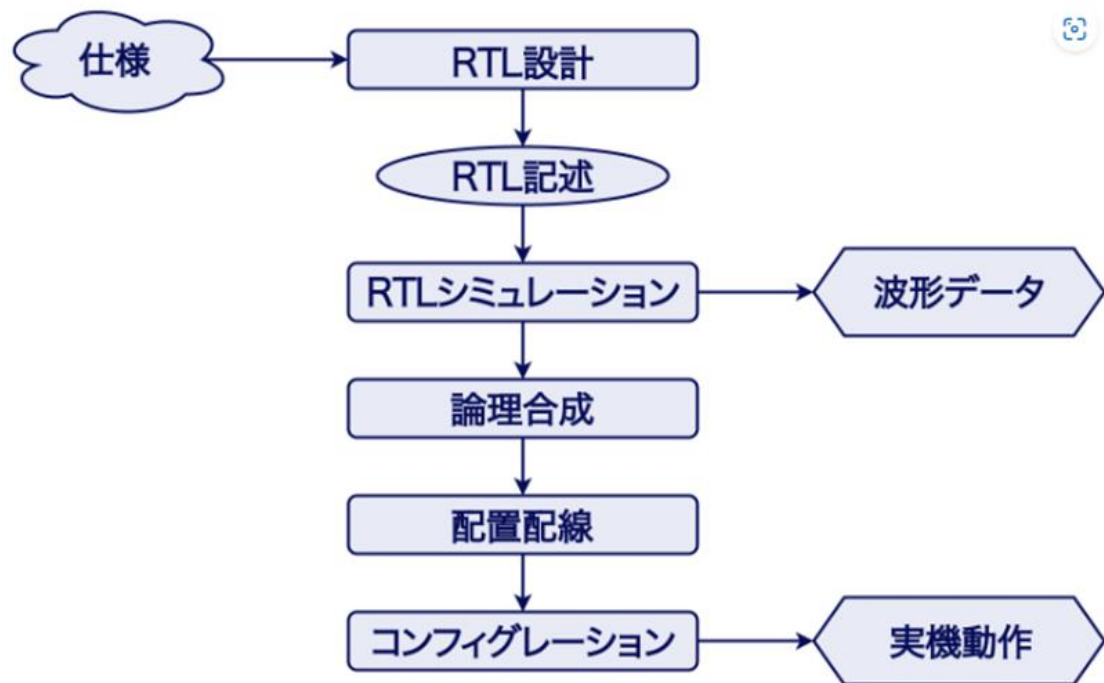 仕様
RTL設計
RTL記述
RTLシミュレーション
波形データ
論理合成
配置配線
コンフィグレーション
実機動作